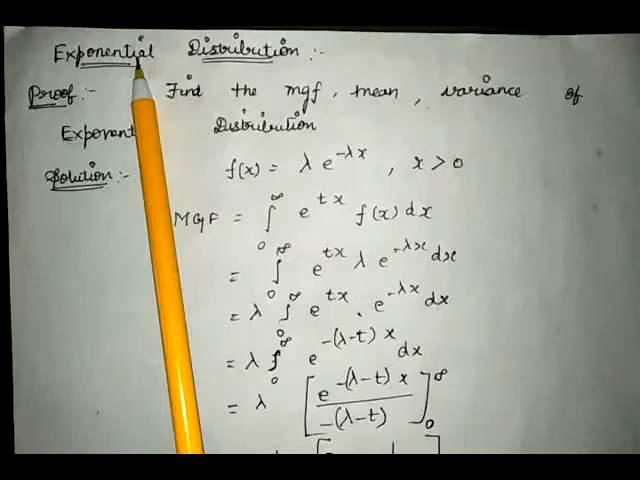 Exponential Distribution :-
Proof :- Find the mgf, mean, variance of
Distribution
Solution :- f(x) = λ e^{-λx} , x > 0
MGF = ∫_0^∞ e^{tx} f(x) dx
= ∫_0^∞ e^{tx} λ e^{-λx} dx
= λ ∫_0^∞ e^{tx} . e^{-λx} dx
= λ ∫_0^∞ e^{-(λ-t)x} dx
= λ [ e^{-(λ-t)x} / -(λ-t) ]_0^∞